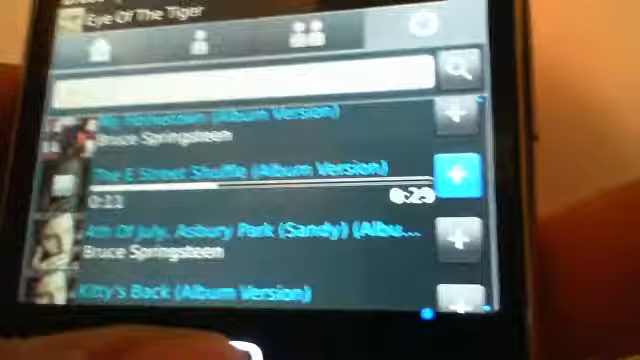 Eye Of The Tiger
My Hometown (Album Version)
Bruce Springsteen
The E Street Shuffle (Album Version)
0:11
4th Of July, Asbury Park (Sandy) (Albu...
Bruce Springsteen
Kitty's Back (Album Version)